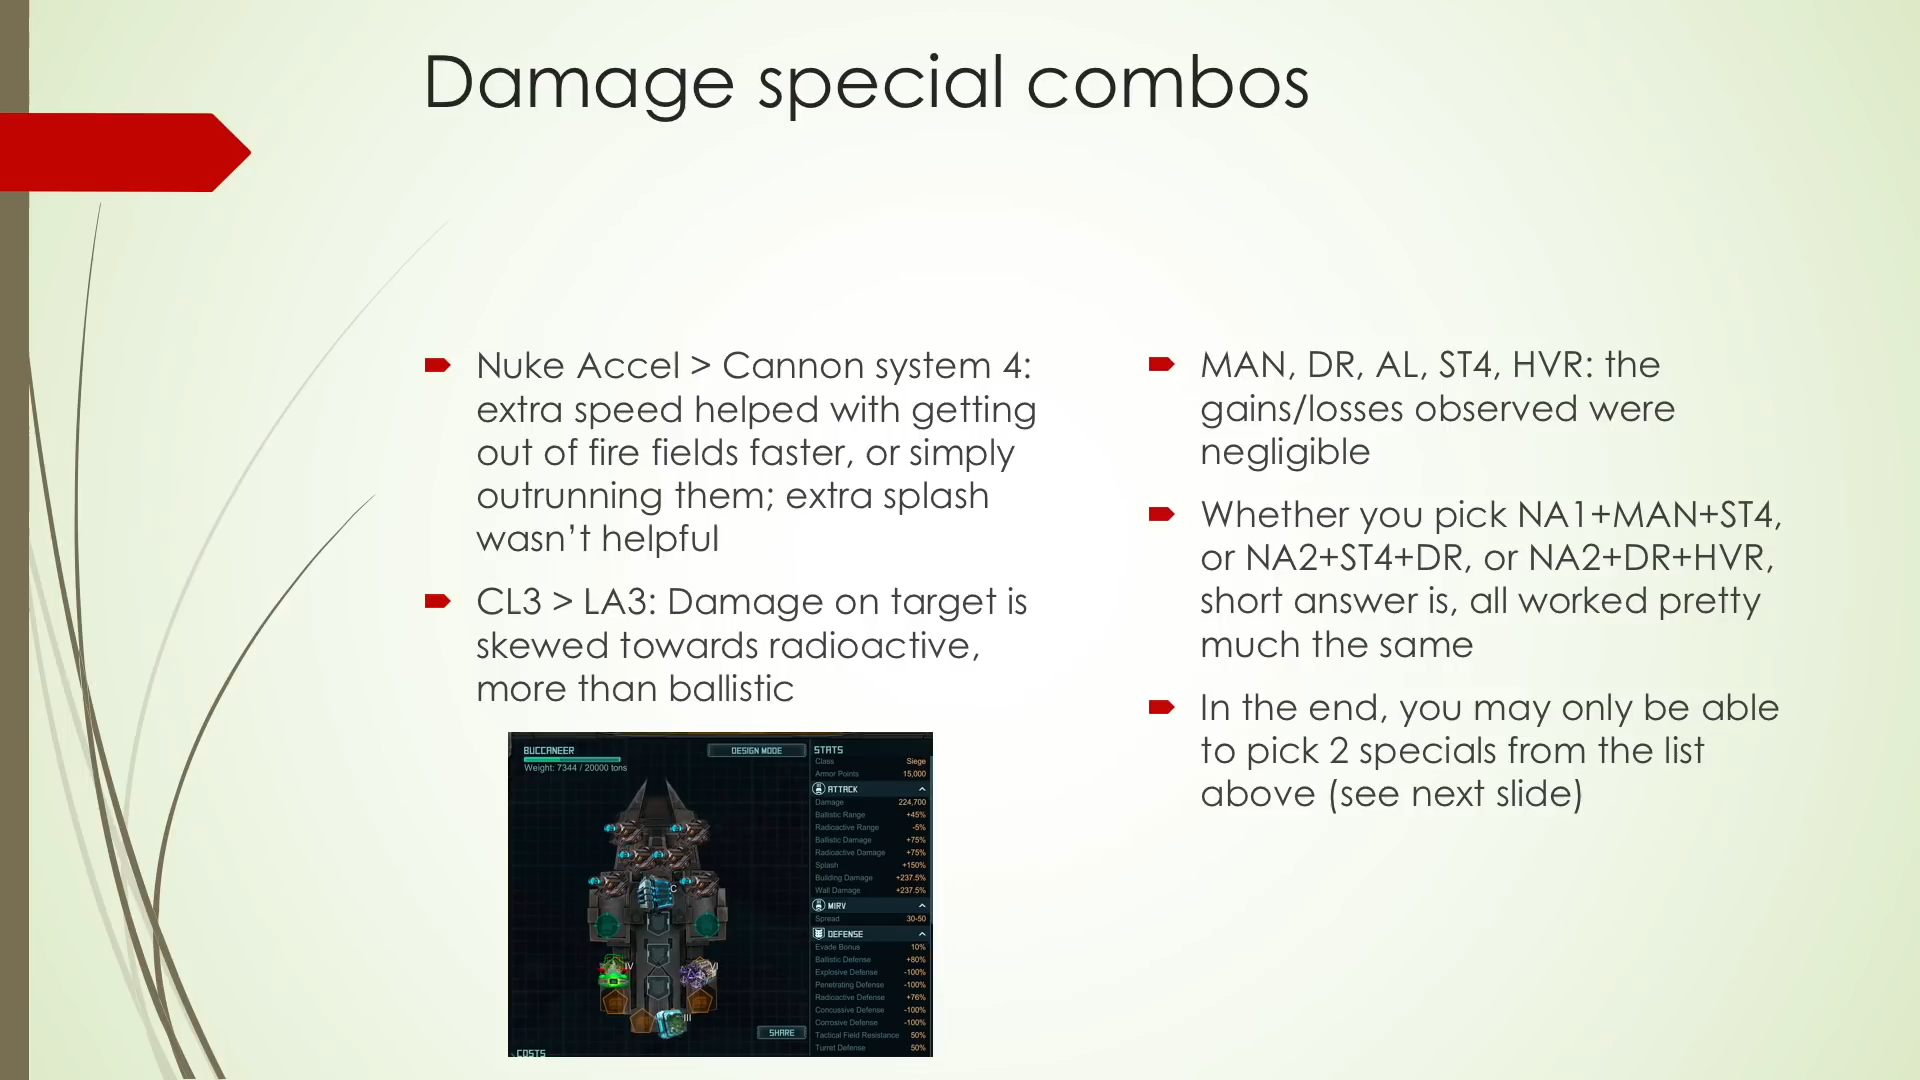 Damage special combos
Nuke Accel > Cannon system 4:
extra speed helped with getting
out of fire fields faster, or simply
outrunning them; extra splash
wasn't helpful
CL3 > LA3: Damage on target is
skewed towards radioactive,
more than ballistic
MAN, DR, AL, ST4, HVR: the
gains/losses observed were
negligible
Whether you pick NA1+MAN+ST4,
or NA2+ST4+DR, or NA2+DR+HVR,
short answer is, all worked pretty
much the same
In the end, you may only be able
to pick 2 specials from the list
above (see next slide)
BUCCANEER
Weight: 7344 / 20000 tons
DESIGN MODE
C
IV
VI
III
SHARE
COSTS
STATS
Class Siege
Armor Points 15,000
ATTACK
Damage 224,700
Ballistic Range +45%
Radioactive Range -5%
Ballistic Damage +75%
Radioactive Damage +75%
Splash +150%
Building Damage +237.5%
Wall Damage +237.5%
MIRV
Spread 30-50
DEFENSE
Evade Bonus 10%
Ballistic Defense +80%
Explosive Defense -100%
Penetrating Defense -100%
Radioactive Defense +76%
Concussive Defense -100%
Corrosive Defense -100%
Tactical Field Resistance 50%
Turret Defense 50%